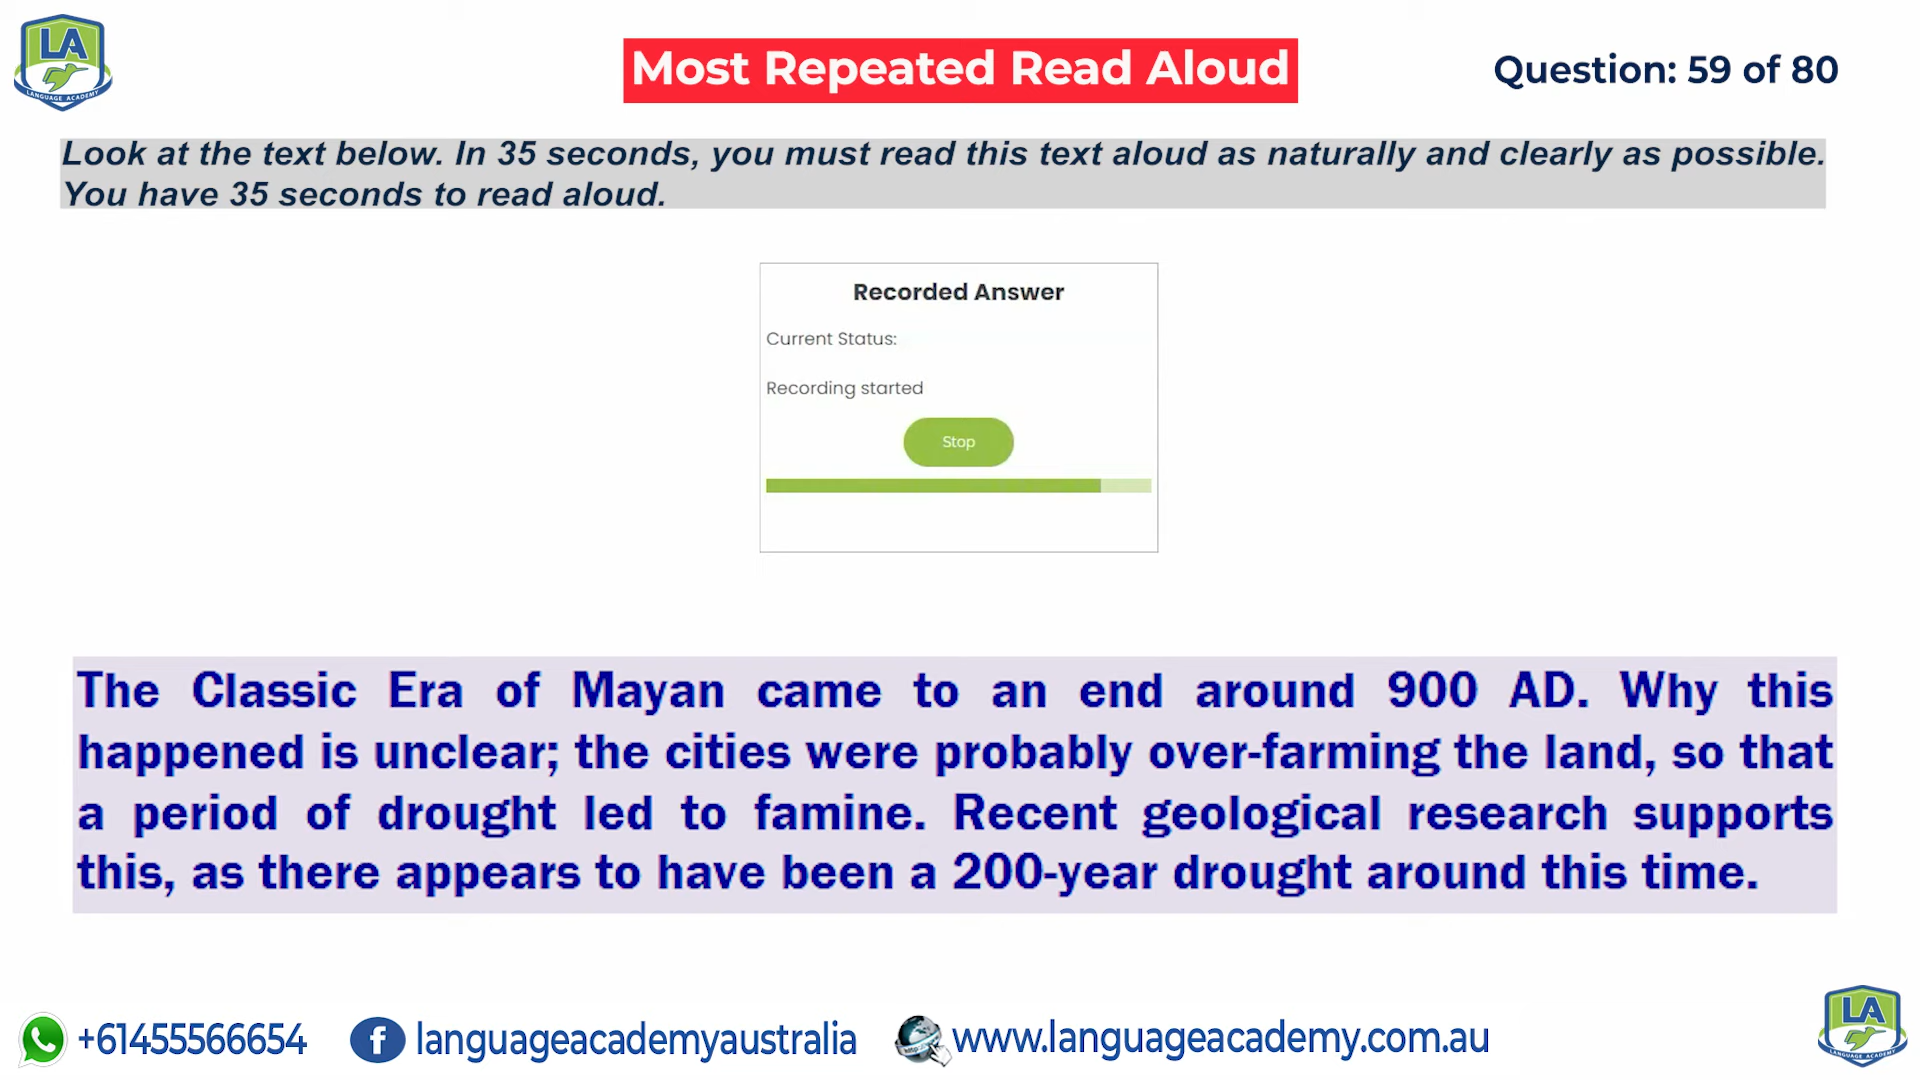 LA
LANGUAGE ACADEMY
Most Repeated Read Aloud
Question: 59 of 80
Look at the text below. In 35 seconds, you must read this text aloud as naturally and clearly as possible.
You have 35 seconds to read aloud.
Recorded Answer
Current Status:
Recording started
Stop
The Classic Era of Mayan came to an end around 900 AD. Why this
happened is unclear; the cities were probably over-farming the land, so that
a period of drought led to famine. Recent geological research supports
this, as there appears to have been a 200-year drought around this time.
+61455566654
languageacademyaustralia
www.languageacademy.com.au
LA
LANGUAGE ACADEMY